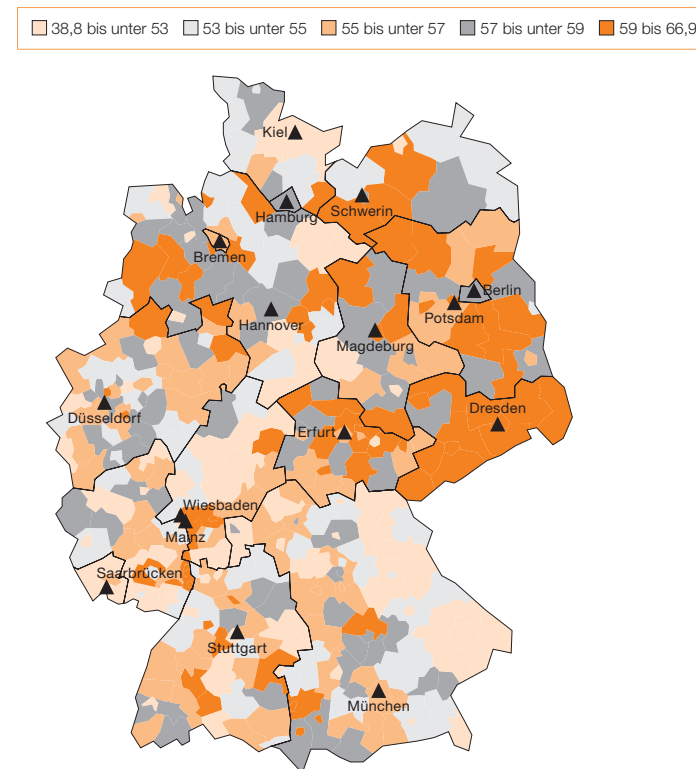 38,8 bis unter 53 53 bis unter 55 55 bis unter 57 57 bis unter 59 59 bis 66,9
Kiel
Hamburg
Schwerin
Bremen
Berlin
Potsdam
Hannover
Magdeburg
Düsseldorf
Dresden
Erfurt
Wiesbaden
Mainz
Saarbrücken
Stuttgart
München